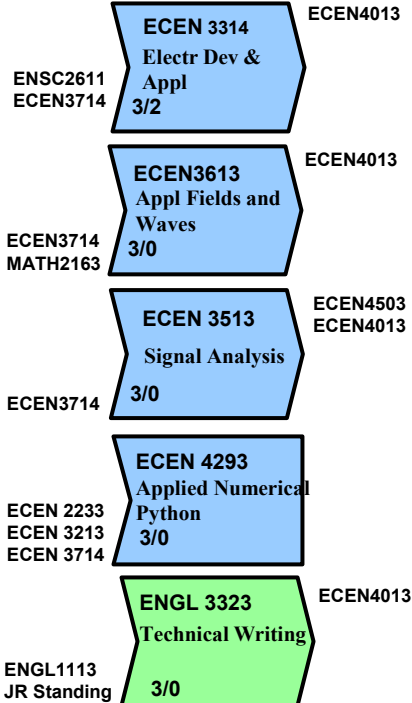 ECEN 3314
ECEN4013
Electr Dev &
Appl
ENSC2611
ECEN3714
3/2
ECEN3613
ECEN4013
Appl Fields and
Waves
ECEN3714
MATH2163
3/0
ECEN 3513
ECEN4503
ECEN4013
Signal Analysis
ECEN3714
3/0
ECEN 4293
Applied Numerical
Python
ECEN 2233
ECEN 3213
ECEN 3714
3/0
ENGL 3323
ECEN4013
Technical Writing
ENGL1113
JR Standing
3/0